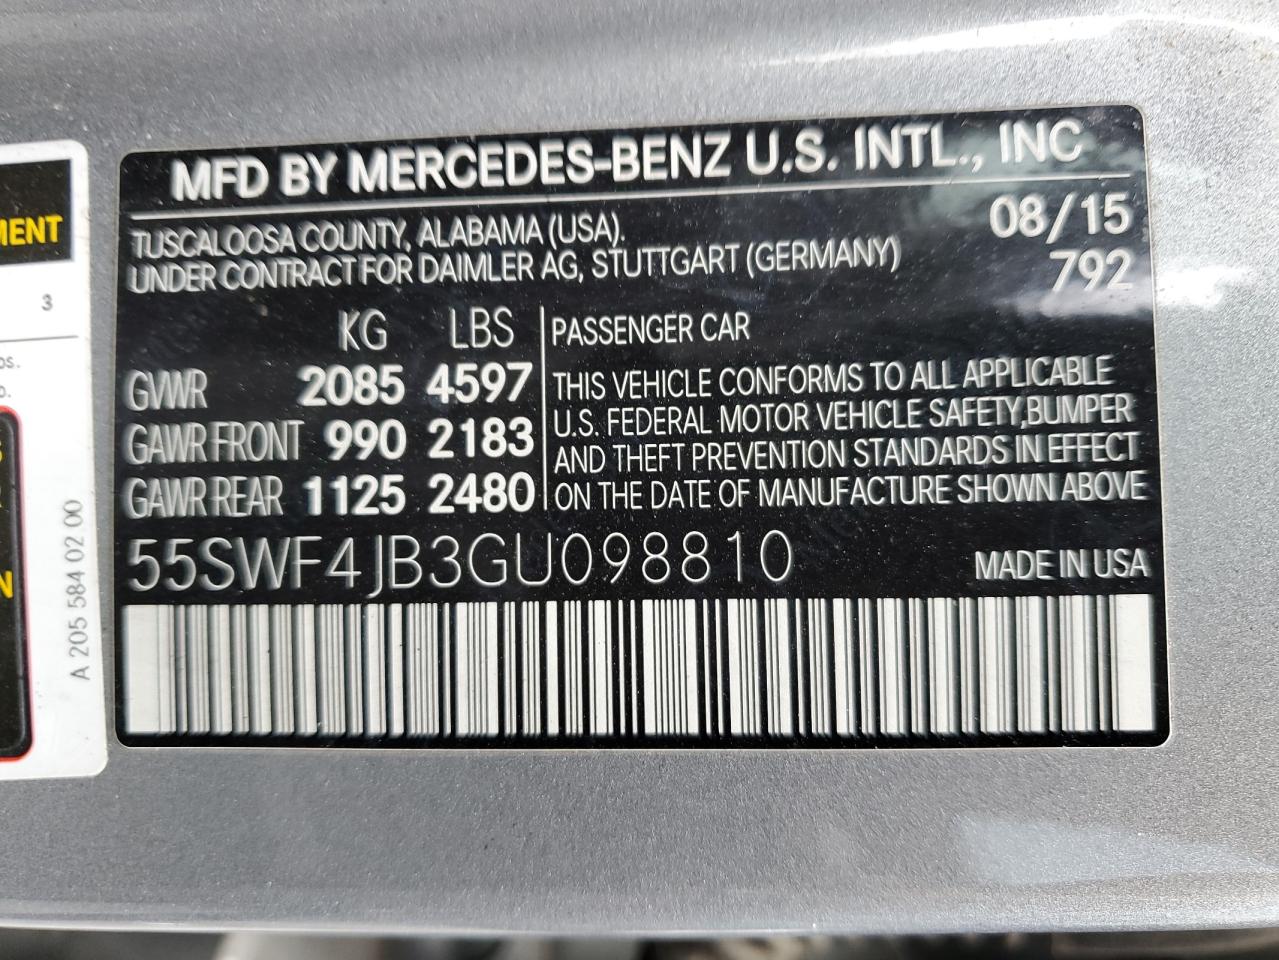 MFD BY MERCEDES-BENZ U.S. INTL., INC
TUSCALOOSA COUNTY, ALABAMA (USA).
08/15
UNDER CONTRACT FOR DAIMLER AG, STUTTGART (GERMANY)
792
KG LBS
PASSENGER CAR
GVWR 2085 4597
GAWR FRONT 990 2183
GAWR REAR 1125 2480
THIS VEHICLE CONFORMS TO ALL APPLICABLE
U.S. FEDERAL MOTOR VEHICLE SAFETY,BUMPER
AND THEFT PREVENTION STANDARDS IN EFFECT
ON THE DATE OF MANUFACTURE SHOWN ABOVE
55SWF4JB3GU098810
MADE IN USA
3
A 205 584 02 00